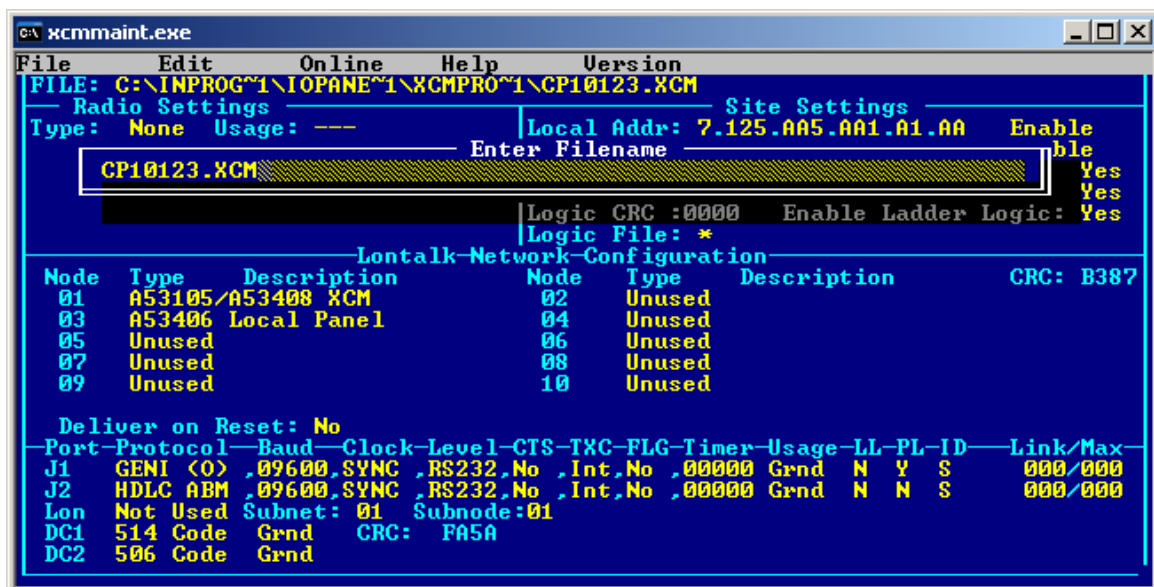 xcmmaint.exe
File Edit Online Help Version
FILE: C:\INPROG~1\IOPANE~1\XCMPRO~1\CP10123.XCM
Radio Settings Site Settings
Type: None Usage: --- Local Addr: 7.125.AA5.AA1.A1.AA Enable
Enter Filename ble
CP10123.XCM Yes
Yes
Logic CRC :0000 Enable Ladder Logic: Yes
Logic File: *
Lontalk Network Configuration
Node Type Description Node Type Description CRC: B387
01 A53105/A53408 XCM 02 Unused
03 A53406 Local Panel 04 Unused
05 Unused 06 Unused
07 Unused 08 Unused
09 Unused 10 Unused
Deliver on Reset: No
Port Protocol Baud Clock Level CTS TXC FLG Timer Usage LL PL ID Link/Max
J1 GENI (O) ,09600,SYNC ,RS232,No ,Int,No ,00000 Grnd N Y S 000/000
J2 HDLC ABM ,09600,SYNC ,RS232,No ,Int,No ,00000 Grnd N N S 000/000
Lon Not Used Subnet: 01 Subnode:01
DC1 514 Code Grnd CRC: FA5A
DC2 506 Code Grnd